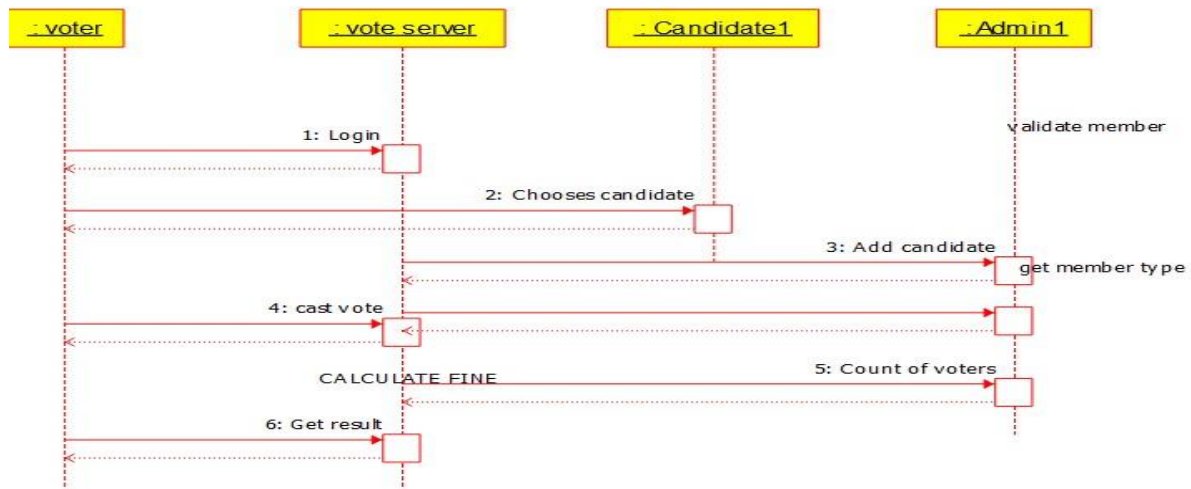 : voter
: vote server
: Candidate1
:Admin1
validate member
1: Login
2: Chooses candidate
3: Add candidate
get member type
4: cast vote
5: Count of voters
CALCULATE FINE
6: Get result